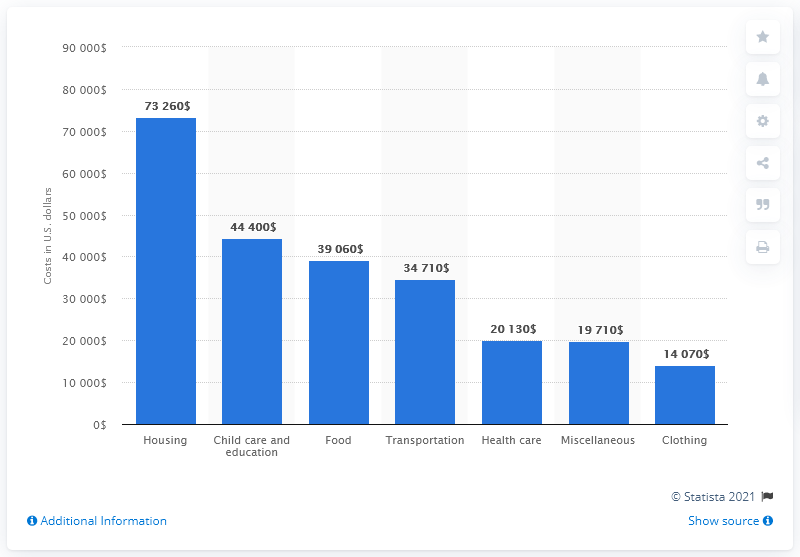 90 000$
80 000$
70 000$
60 000$
50 000$
40 000$
30 000$
20 000$
10 000$
0$
Costs in U.S. dollars
73 260$
44 400$
39 060$
34 710$
20 130$
19 710$
14 070$
Housing
Child care and
education
Food
Transportation
Health care
Miscellaneous
Clothing
© Statista 2021
Additional Information
Show source